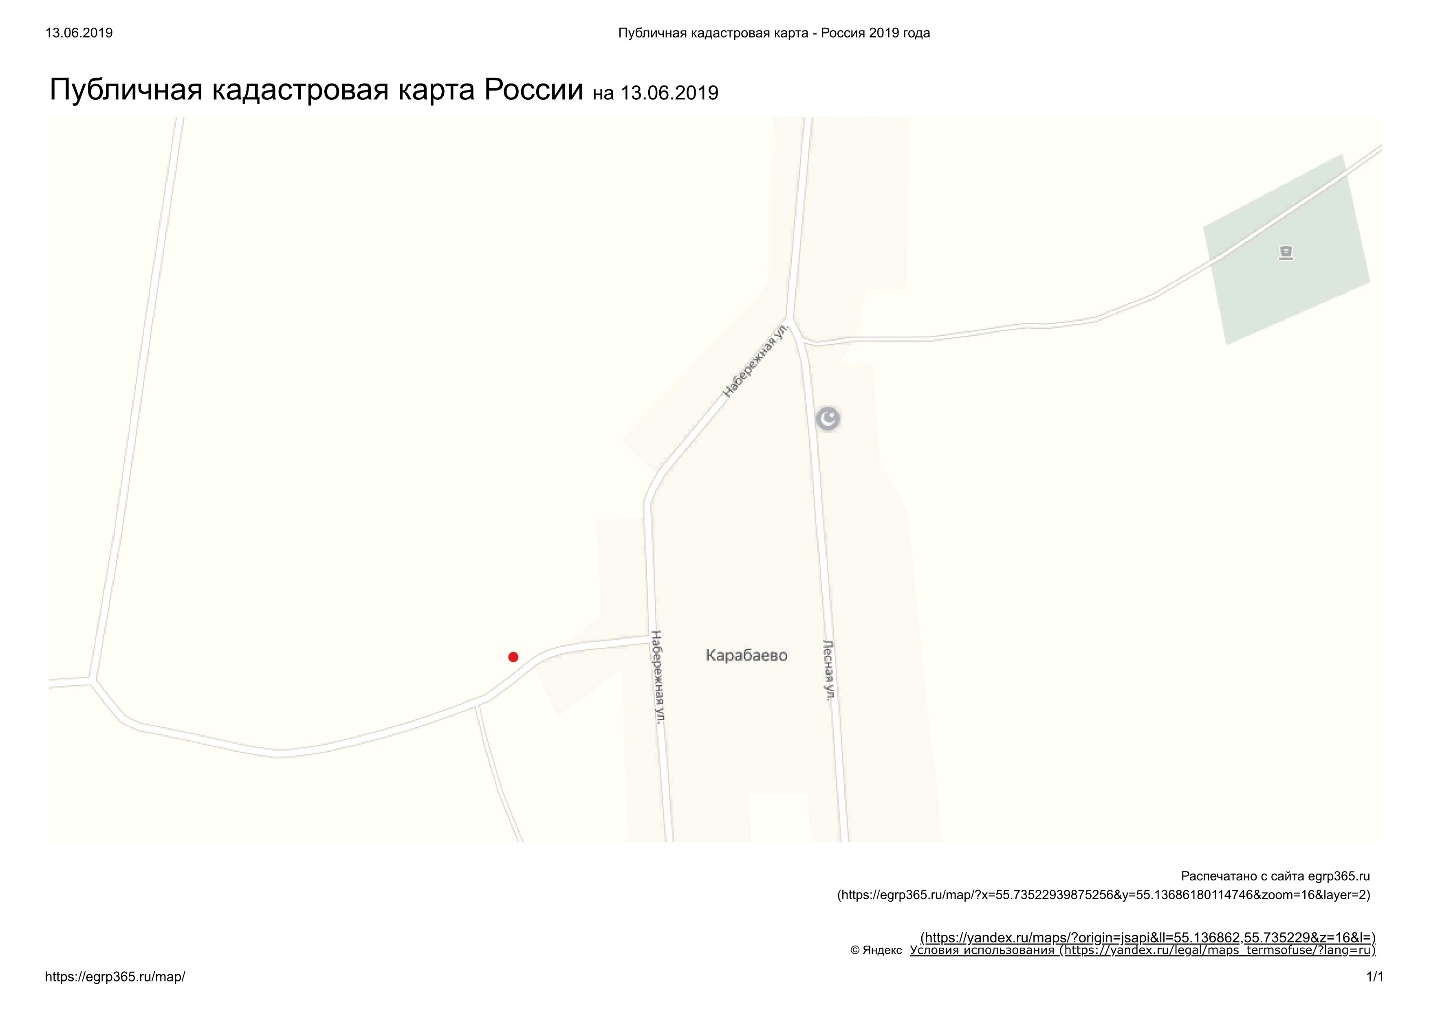 13.06.2019
Публичная кадастровая карта - Россия 2019 года
Публичная кадастровая карта России на 13.06.2019
Набережная ул.
Набережная ул.
Карабаево
Лесная ул.
Распечатано с сайта egrp365.ru
(https://egrp365.ru/map/?x=55.73522939875256&y=55.13686180114746&zoom=16&layer=2)
(https://yandex.ru/maps/?origin=jsapi&ll=55.136862,55.735229&z=16&l=)
© Яндекс Условия использования (https://yandex.ru/legal/maps_termsofuse/?lang=ru)
https://egrp365.ru/map/
1/1